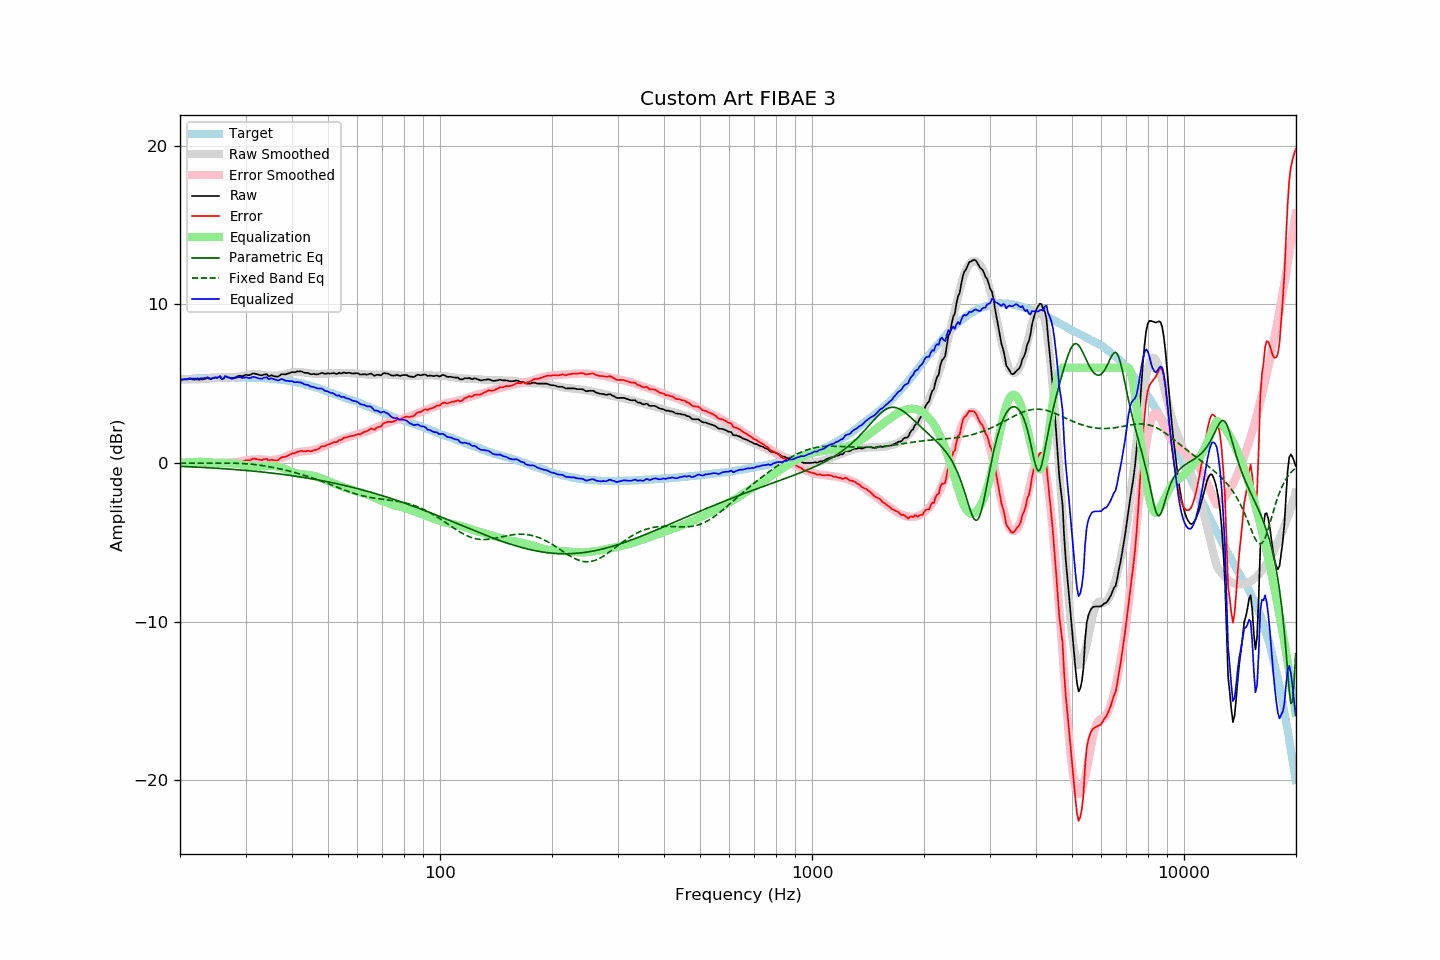 Custom Art FIBAE 3
Target
Raw Smoothed
Error Smoothed
Raw
Error
Equalization
Parametric Eq
Fixed Band Eq
Equalized
20
10
0
−10
−20
Amplitude (dBr)
100
1000
10000
Frequency (Hz)